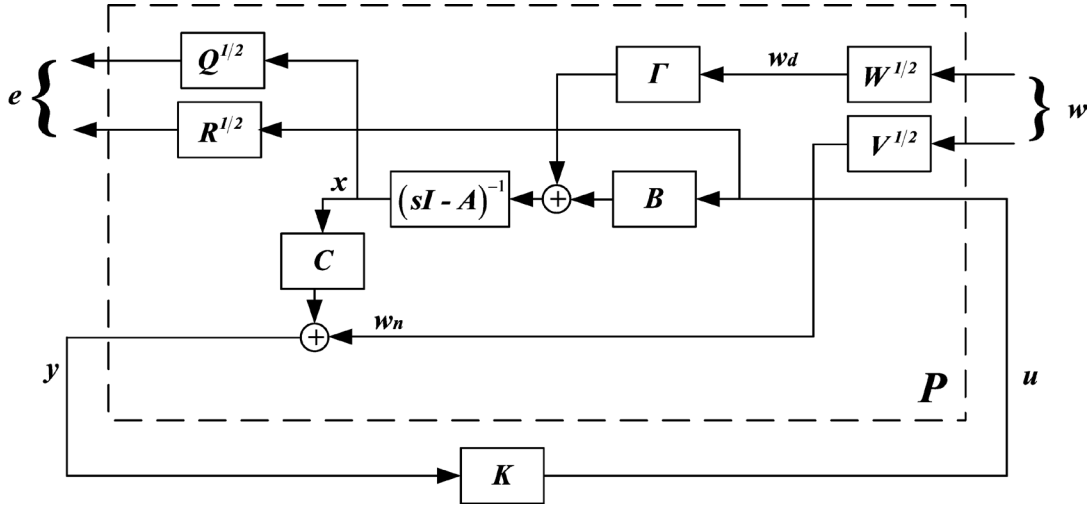 e {
Q^{1/2}
Γ
w_d
W^{1/2}
} w
R^{1/2}
V^{1/2}
x
(sI - A)^{-1}
+
B
C
+
w_n
y
P
u
K